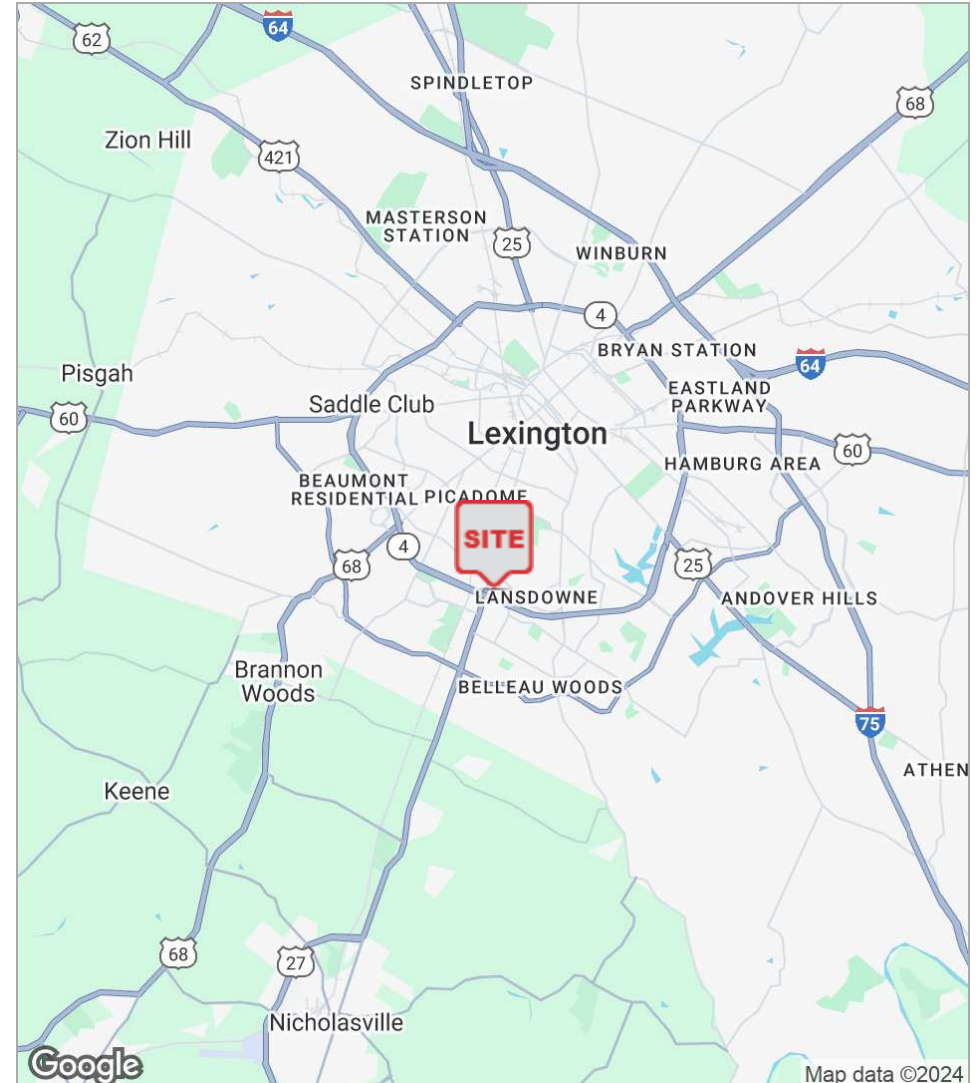 64
62
SPINDLETOP
68
Zion Hill
421
MASTERSON
STATION
25
WINBURN
4
BRYAN STATION
64
Pisgah
EASTLAND
PARKWAY
Saddle Club
60
Lexington
60
HAMBURG AREA
BEAUMONT
RESIDENTIAL
PICADOME
SITE
4
68
25
LANSDOWNE
ANDOVER HILLS
Brannon
Woods
BELLEAU WOODS
75
ATHEN
Keene
68
27
Nicholasville
Google
Map data ©2024